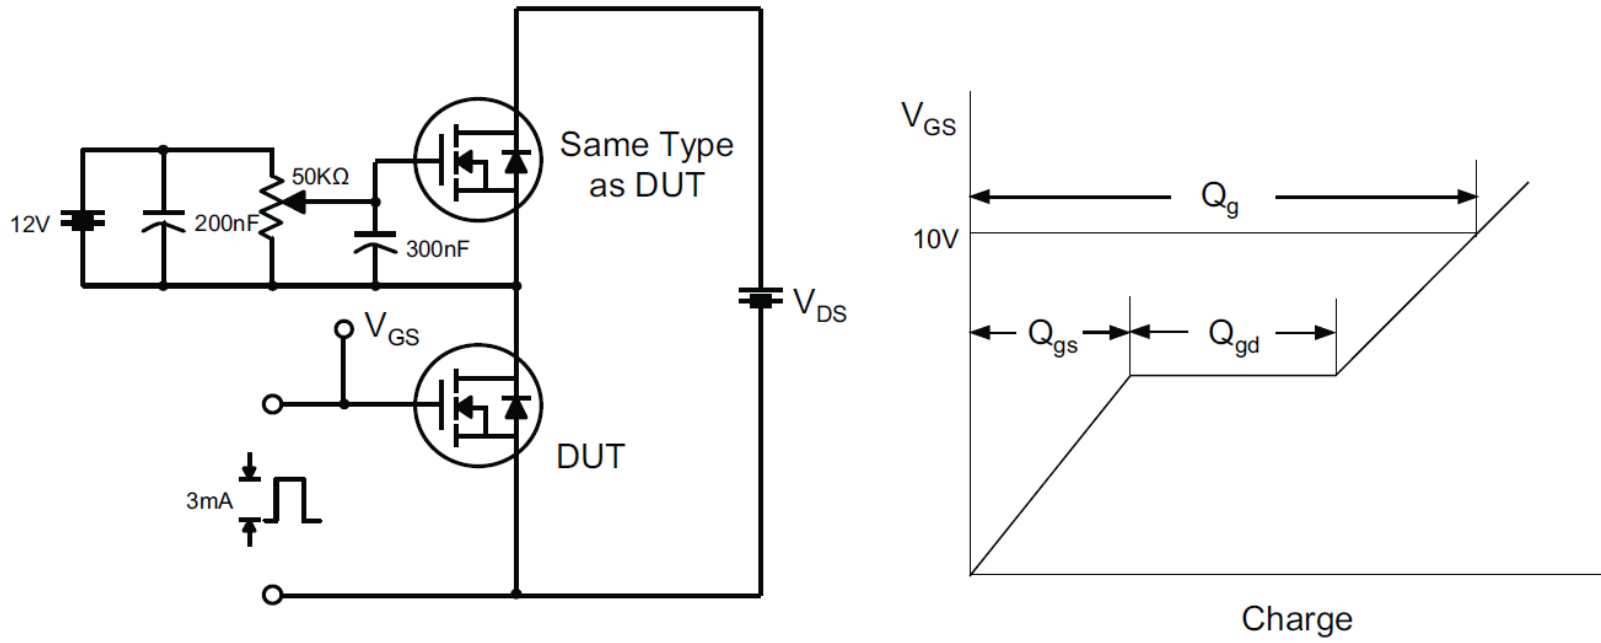 Same Type
as DUT
50KΩ
12V
200nF
300nF
VGS
VDS
DUT
3mA
VGS
Qg
10V
Qgs
Qgd
Charge